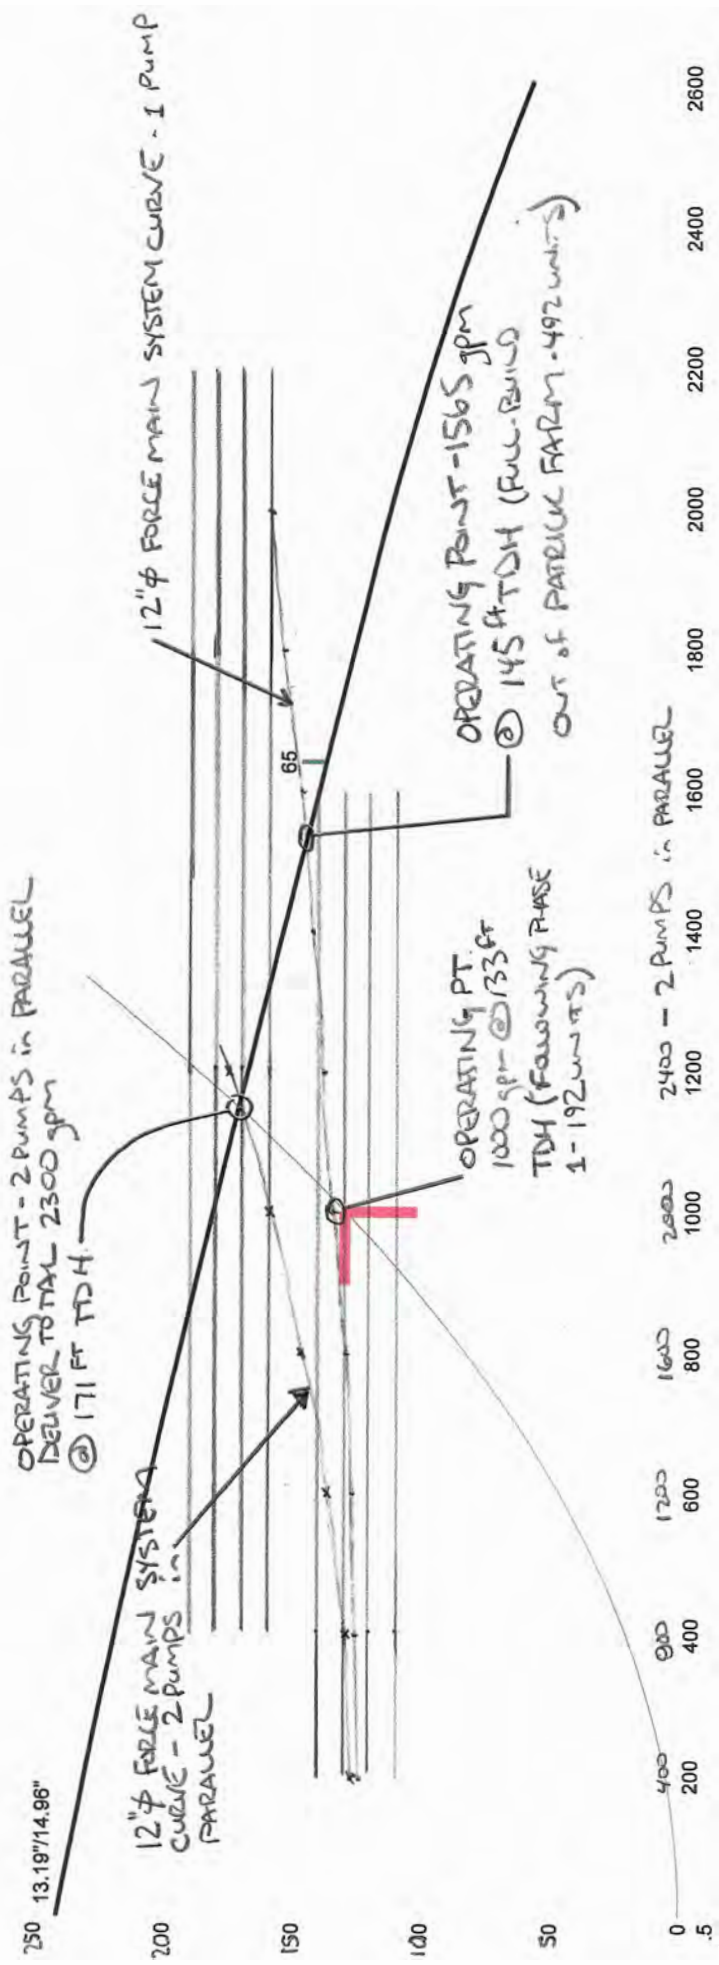 OPERATING POINT - 2 PUMPS in PARALLEL
DELIVER TOTAL 2300 gpm
@ 171 FT TDH
12"ϕ FORCE MAIN SYSTEM CURVE - 1 PUMP
13.19"/14.96"
12"ϕ FORCE MAIN SYSTEM
CURVE - 2 PUMPS in
PARALLEL
65
OPERATING PT.
1000 gpm @ 133 FT
TDH (FOLLOWING PHASE
1 - 192 UNITS)
OPERATING POINT - 1565 gpm
@ 145 ft TDH (FULL-BUILD
OUT of PATRICK FARM - 492 UNITS)
250
200
150
100
50
0
.5
400 800 1200 1600 2000 2400 - 2 PUMPS in PARALLEL
200 400 600 800 1000 1200 1400 1600 1800 2000 2200 2400 2600